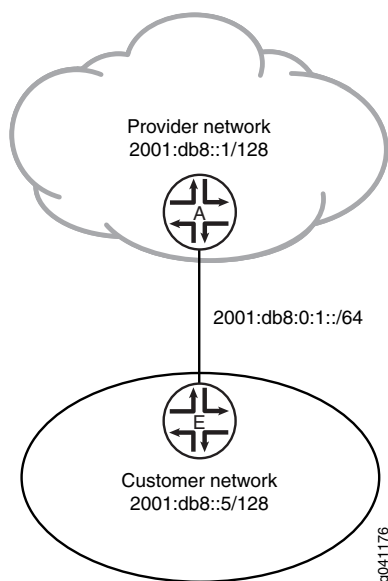 Provider network
2001:db8::1/128
A
2001:db8:0:1::/64
E
Customer network
2001:db8::5/128
g041176